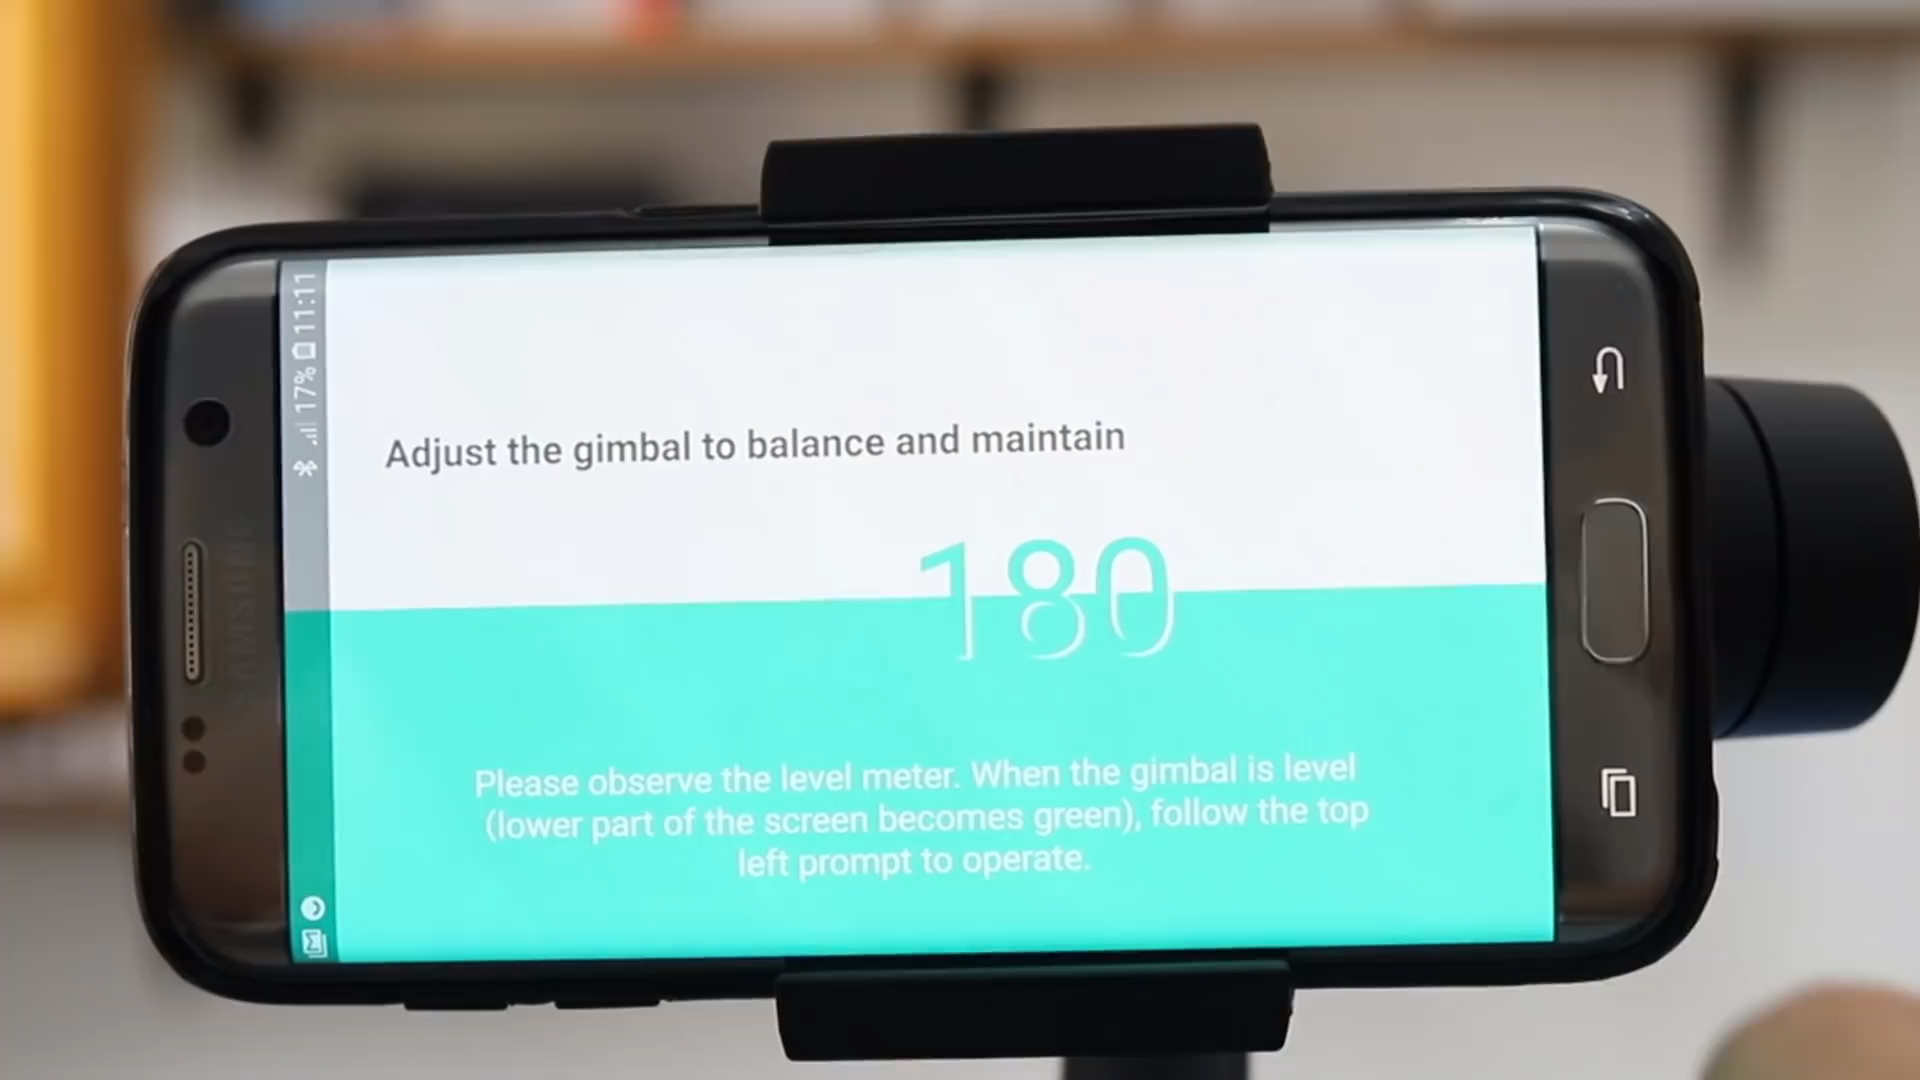 11:11
17%
SAMSUNG
Adjust the gimbal to balance and maintain
180
Please observe the level meter. When the gimbal is level
(lower part of the screen becomes green), follow the top
left prompt to operate.